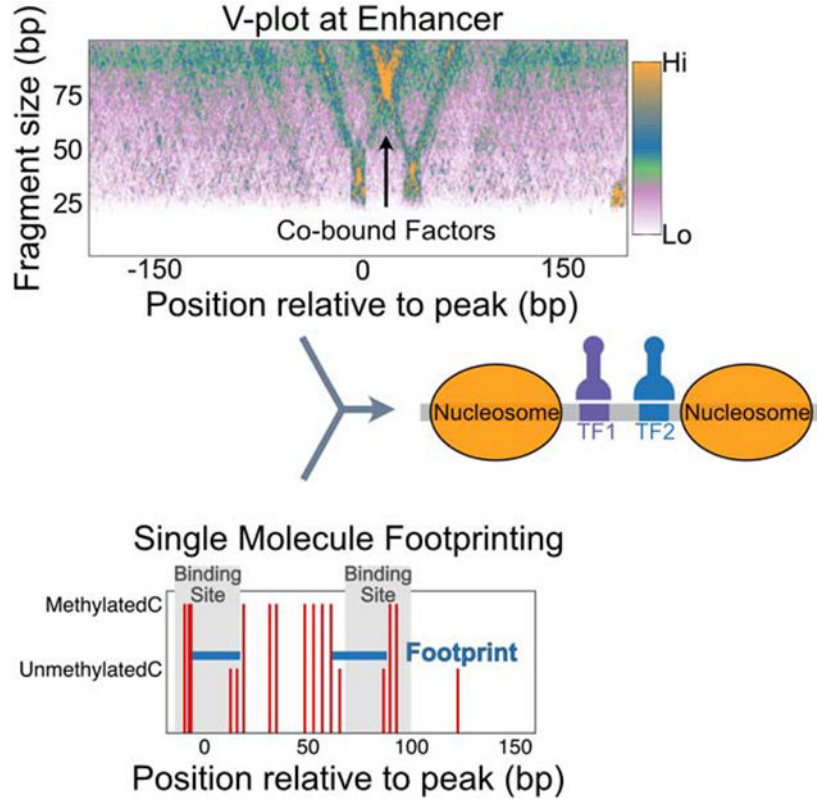 V-plot at Enhancer
Fragment size (bp)
75
50
25
Hi
Lo
Co-bound Factors
-150 0 150
Position relative to peak (bp)
Nucleosome
TF1
TF2
Nucleosome
Single Molecule Footprinting
Binding
Site
Binding
Site
MethylatedC
Footprint
UnmethylatedC
0 50 100 150
Position relative to peak (bp)